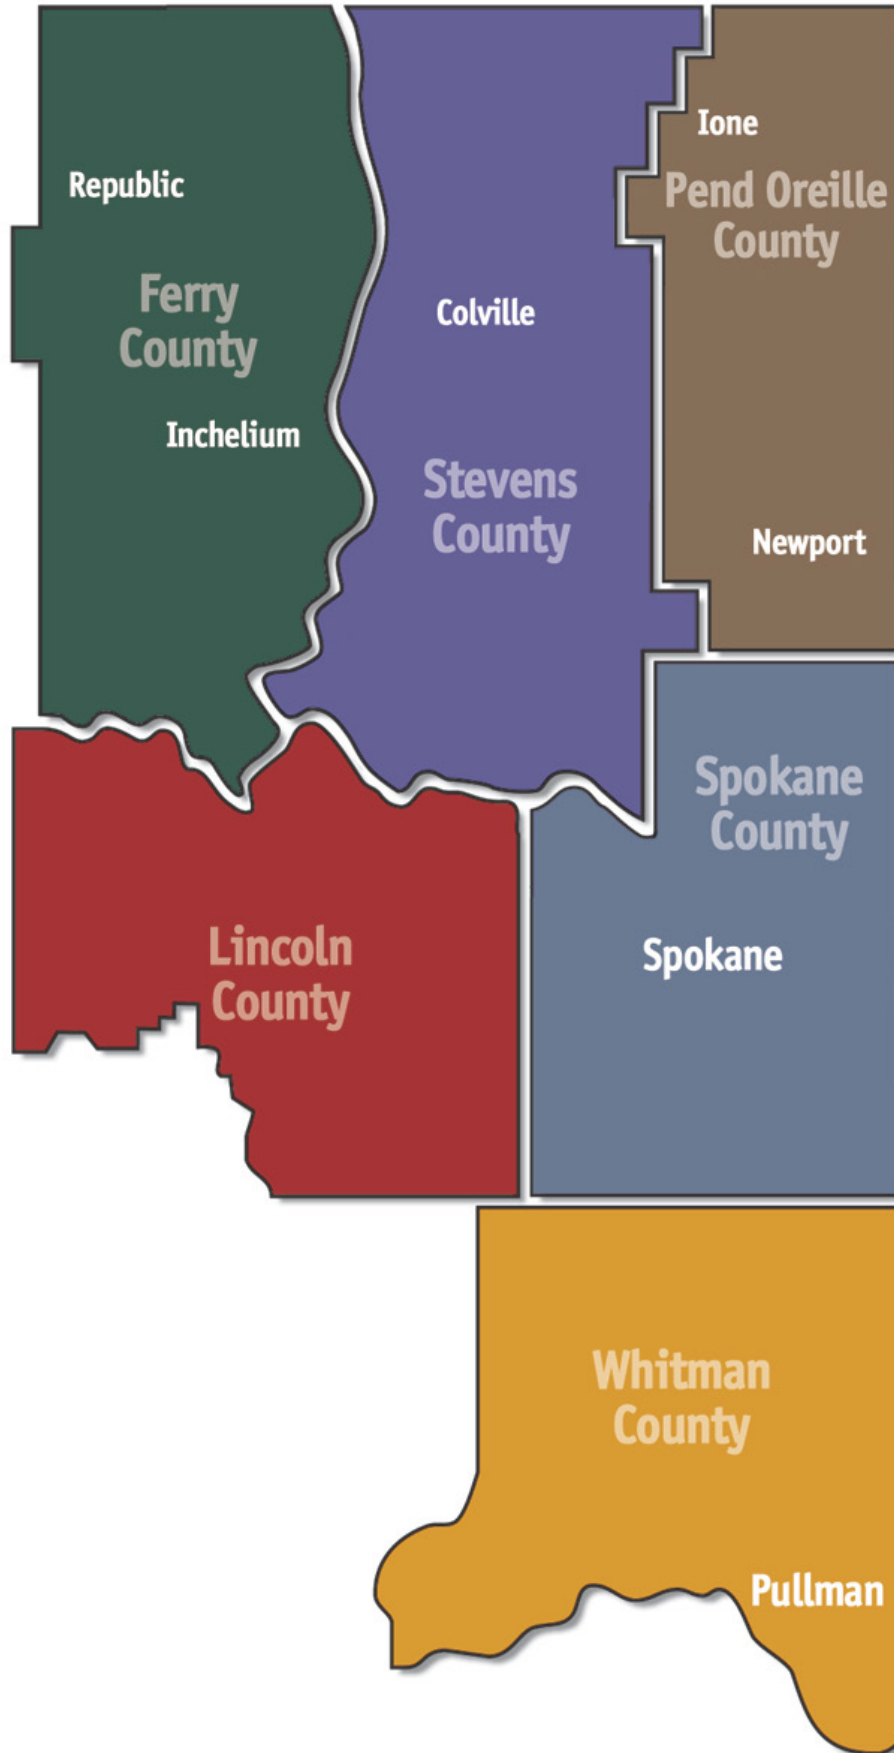 Ione
Republic
Pend Oreille
County
Ferry
County
Colville
Inchelium
Stevens
County
Newport
Spokane
County
Lincoln
County
Spokane
Whitman
County
Pullman